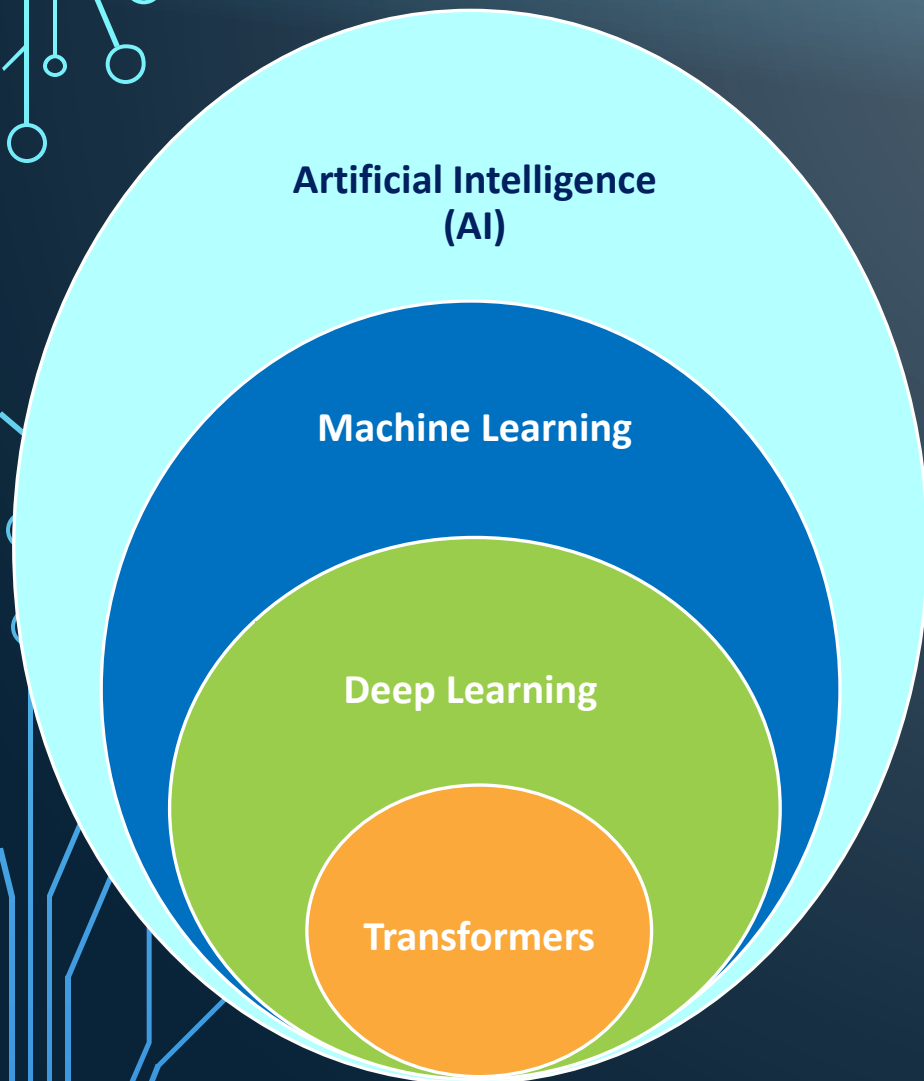 Artificial Intelligence
(AI)
Machine Learning
Deep Learning
Transformers